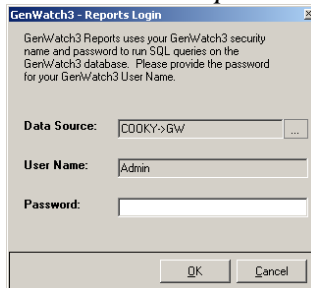 GenWatch3 - Reports Login
GenWatch3 Reports uses your GenWatch3 security
name and password to run SQL queries on the
GenWatch3 database. Please provide the password
for your GenWatch3 User Name.
Data Source: COOKY->GW ...
User Name: Admin
Password:
OK Cancel